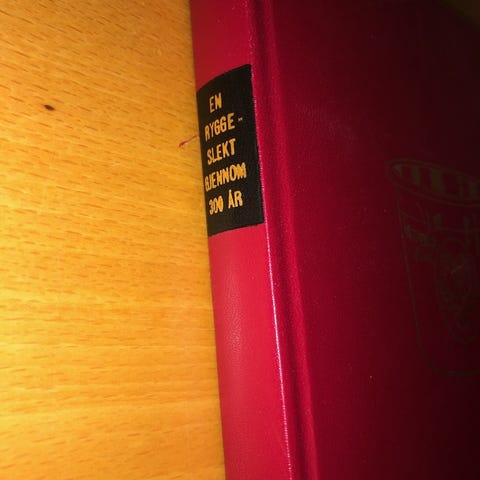 EN
RYGGE-
SLEKT
GJENNOM
300 ÅR